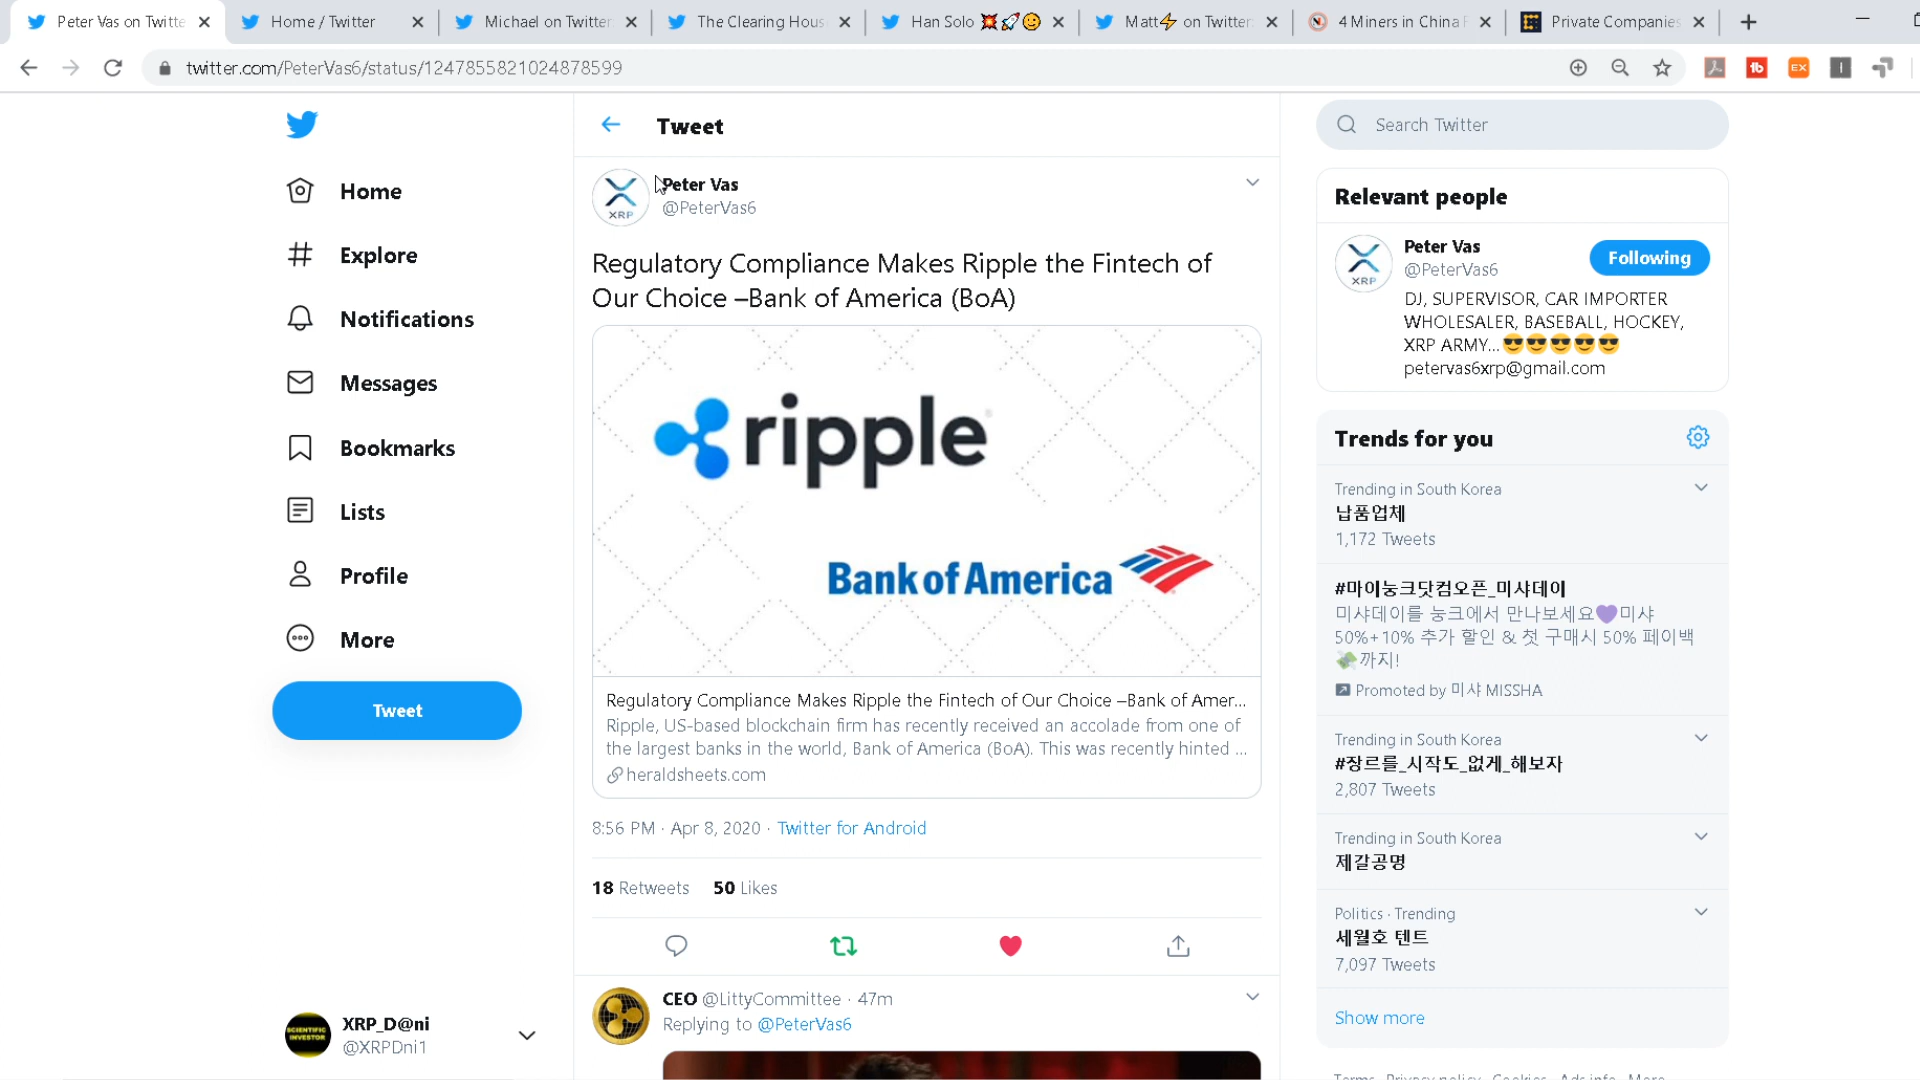 Peter Vas on Twitte
Home / Twitter
Michael on Twitter
The Clearing Hous
Han Solo 💥🚀🙂
Matt⚡ on Twitter
4 Miners in China F
Private Companies
twitter.com/PeterVas6/status/1247855821024878599
Home
Explore
Notifications
Messages
Bookmarks
Lists
Profile
More
Tweet
XRP_D@ni
@XRPDni1
SCIENTIFIC
INVESTOR
Tweet
XRP
Peter Vas
@PeterVas6
Regulatory Compliance Makes Ripple the Fintech of
Our Choice –Bank of America (BoA)
ripple
Bank of America
Regulatory Compliance Makes Ripple the Fintech of Our Choice –Bank of Amer...
Ripple, US-based blockchain firm has recently received an accolade from one of
the largest banks in the world, Bank of America (BoA). This was recently hinted ...
heraldsheets.com
8:56 PM · Apr 8, 2020 · Twitter for Android
18 Retweets 50 Likes
CEO @LittyCommittee · 47m
Replying to @PeterVas6
Search Twitter
Relevant people
XRP
Peter Vas
@PeterVas6
Following
DJ, SUPERVISOR, CAR IMPORTER
WHOLESALER, BASEBALL, HOCKEY,
XRP ARMY...😎😎😎😎😎
petervas6xrp@gmail.com
Trends for you
Trending in South Korea
납품업체
1,172 Tweets
#마이눙크닷컴오픈_미샤데이
미샤데이를 눙크에서 만나보세요💜미샤
50%+10% 추가 할인 & 첫 구매시 50% 페이백
💸까지!
Promoted by 미샤 MISSHA
Trending in South Korea
#장르를_시작도_없게_해보자
2,807 Tweets
Trending in South Korea
제갈공명
Politics · Trending
세월호 텐트
7,097 Tweets
Show more
Terms Privacy policy Cookies Ads info More